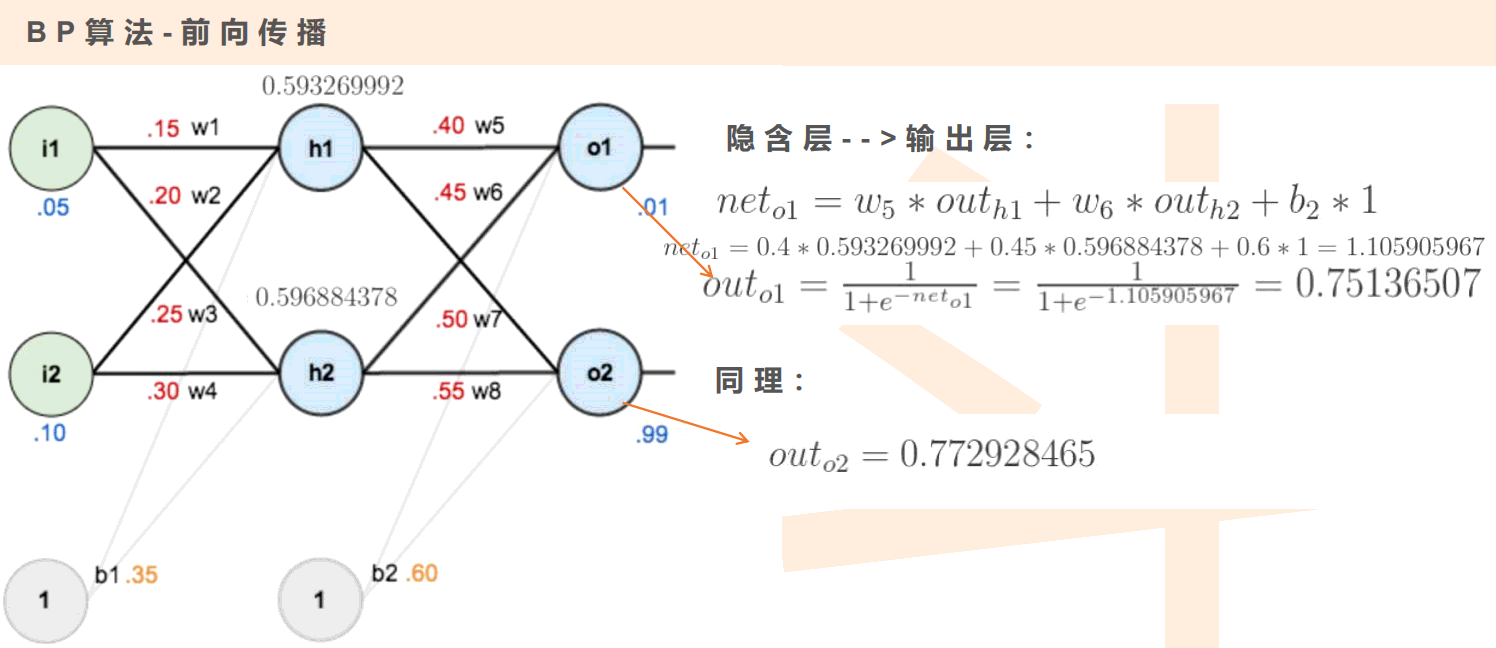 BP算法-前向传播
0.593269992
i1
.15 w1
h1
.40 w5
o1
.05
.20 w2
.45 w6
.01
.25 w3
0.596884378
.50 w7
i2
.30 w4
h2
.55 w8
o2
.10
.99
1
b1 .35
1
b2 .60
隐含层-->输出层:
net_{o1} = w_5 * out_{h1} + w_6 * out_{h2} + b_2 * 1
net_{o1} = 0.4 * 0.593269992 + 0.45 * 0.596884378 + 0.6 * 1 = 1.105905967
out_{o1} = \frac{1}{1+e^{-net_{o1}}} = \frac{1}{1+e^{-1.105905967}} = 0.75136507
同理:
out_{o2} = 0.772928465